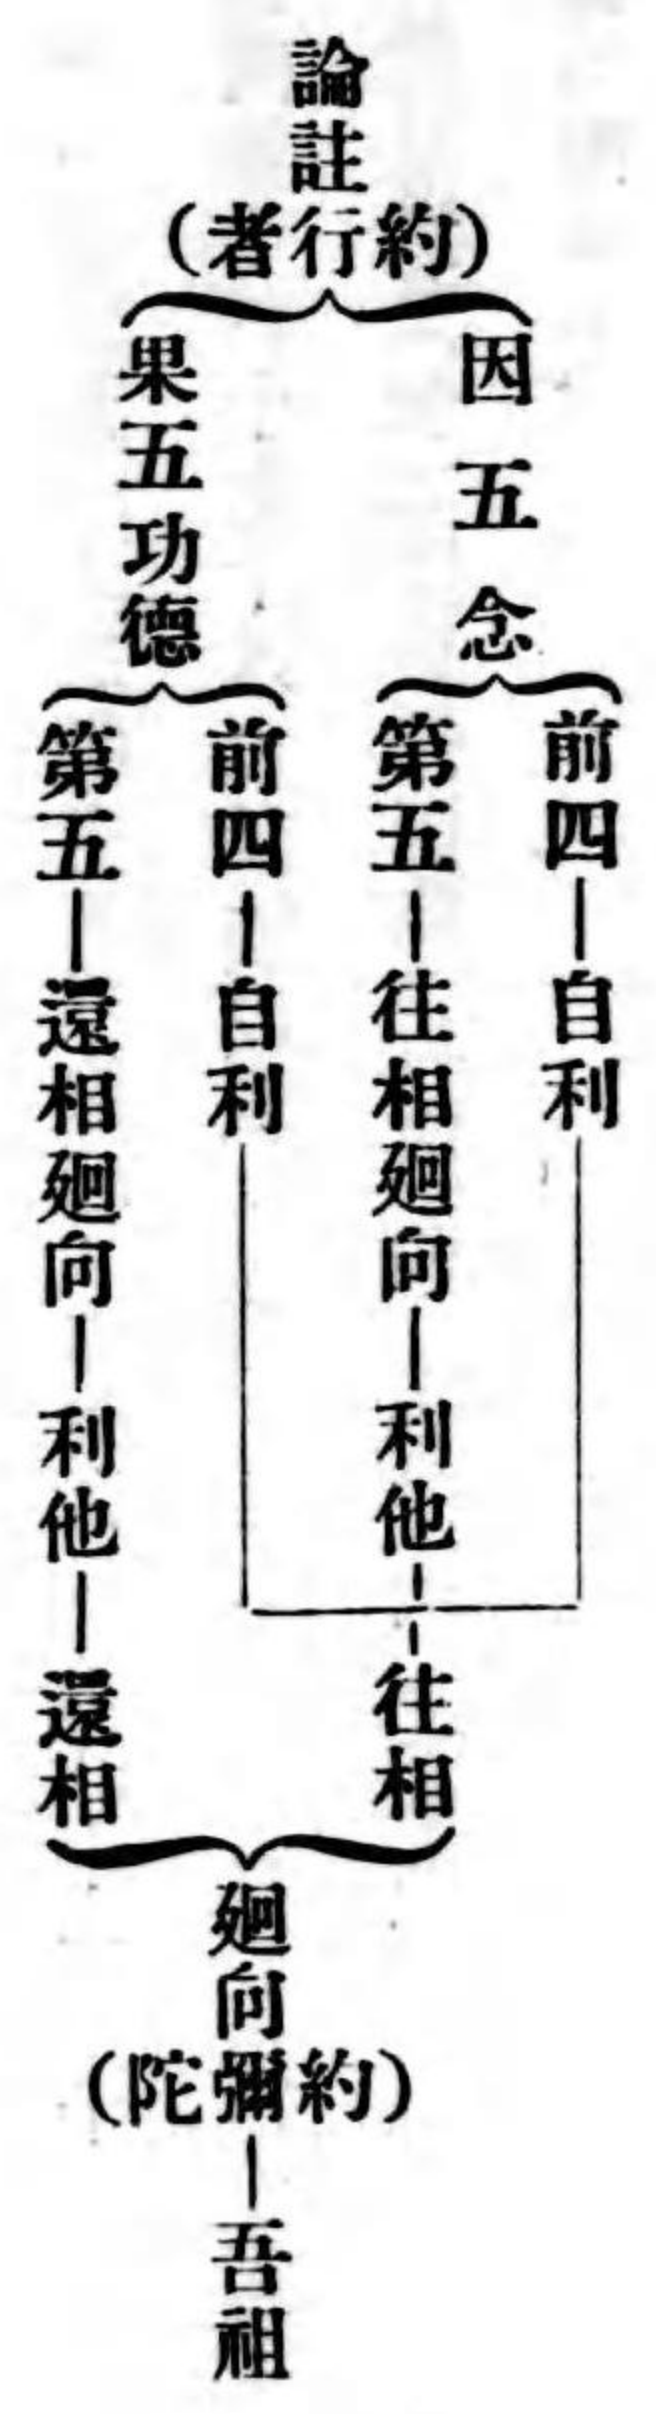 論註
(約行者)
因五念
前四―自利
第五―往相廻向―利他―往相
果五功德
前四―自利
第五―還相廻向―利他―還相
廻向
(約彌陀)
―吾祖